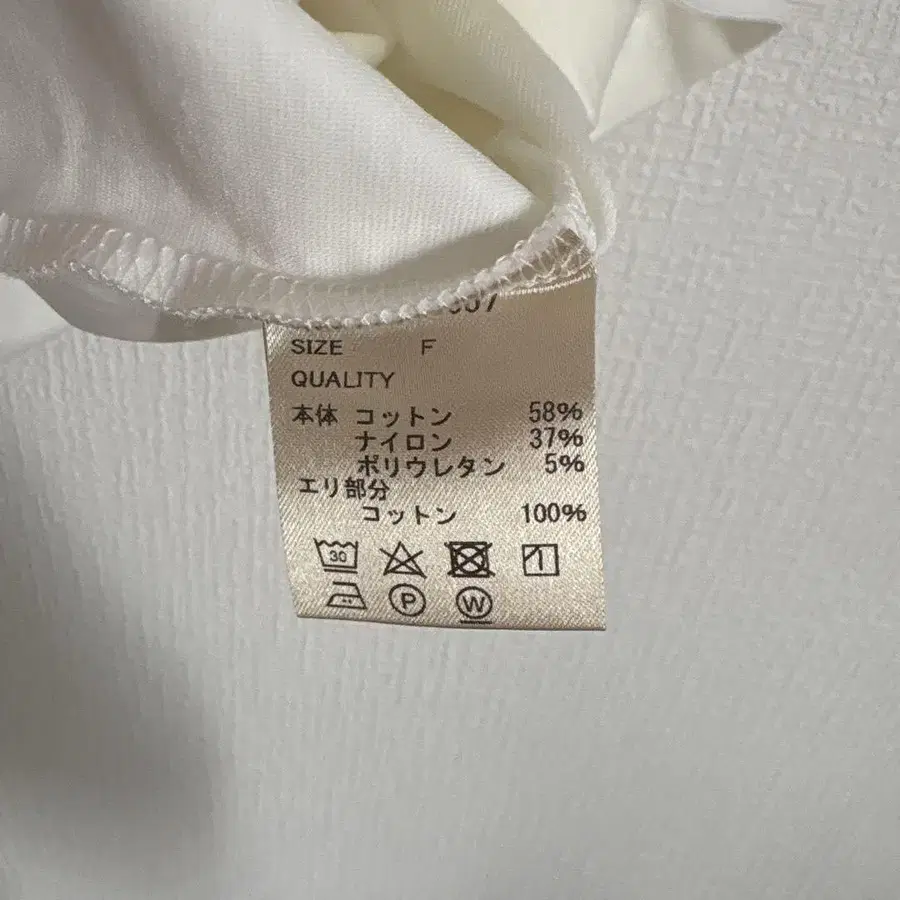 SIZE F
QUALITY
本体 コットン 58%
ナイロン 37%
ポリウレタン 5%
エリ部分
コットン 100%
30
P W